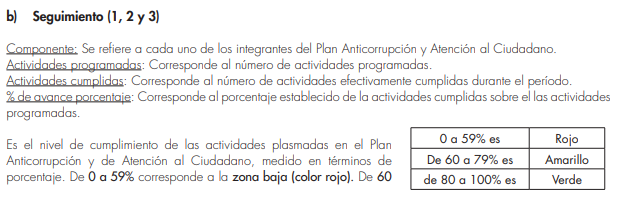 b) Seguimiento (1, 2 y 3)
Componente: Se refiere a cada uno de los integrantes del Plan Anticorrupción y Atención al Ciudadano.
Actividades programadas: Corresponde al número de actividades programadas.
Actividades cumplidas: Corresponde al número de actividades efectivamente cumplidas durante el período.
% de avance porcentaje: Corresponde al porcentaje establecido de la actividades cumplidas sobre el las actividades
programadas.
Es el nivel de cumplimiento de las actividades plasmadas en el Plan
Anticorrupción y de Atención al Ciudadano, medido en términos de
porcentaje. De 0 a 59% corresponde a la zona baja (color rojo). De 60
0 a 59% es Rojo
De 60 a 79% es Amarillo
de 80 a 100% es Verde